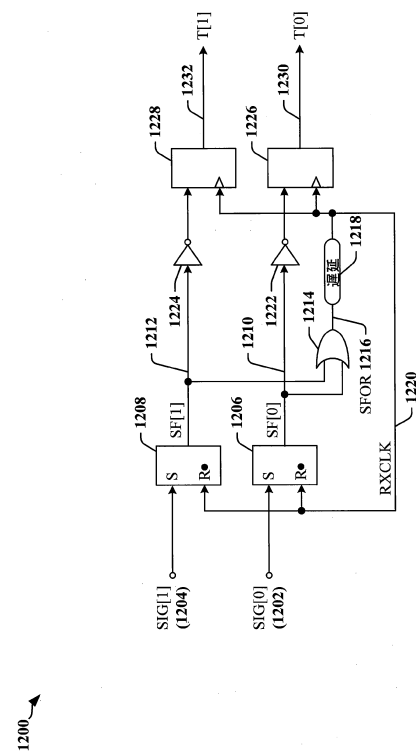 1200
SIG[1]
(1204)
SIG[0]
(1202)
1208
S
R
SF[1]
1212
1224
1228
1232
T[1]
1206
S
R
SF[0]
1210
1222
1226
1230
T[0]
1214
遅延
1218
SFOR 1216
RXCLK
1220